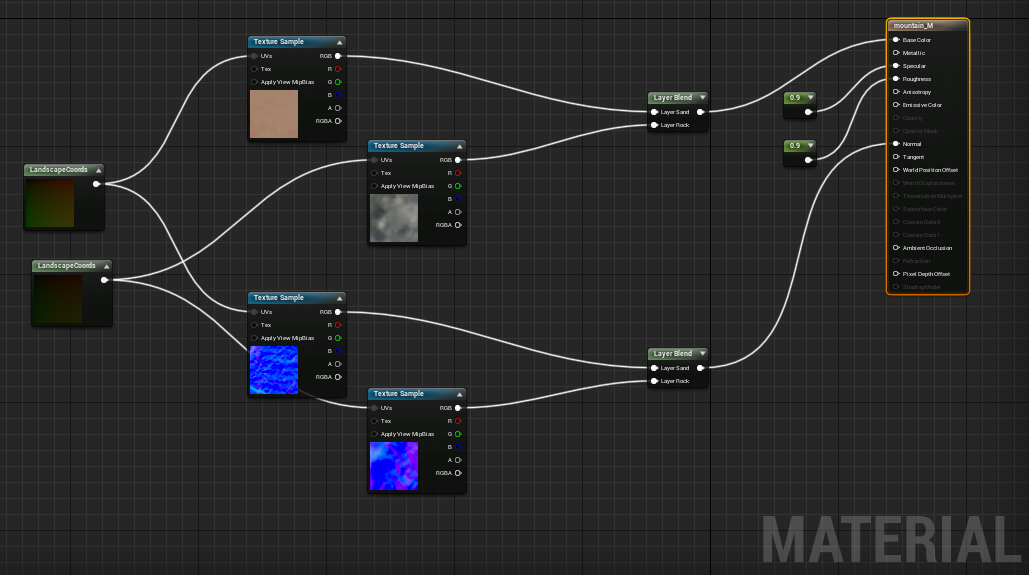 Texture Sample
UVs RGB
Tex R
Apply View MipBias G
B
A
RGBA
Texture Sample
UVs RGB
Tex R
Apply View MipBias G
B
A
RGBA
LandscapeCoords
LandscapeCoords
Texture Sample
UVs RGB
Tex R
Apply View MipBias G
B
A
RGBA
Texture Sample
UVs RGB
Tex R
Apply View MipBias G
B
A
RGBA
Layer Blend
Layer Sand
Layer Rock
Layer Blend
Layer Sand
Layer Rock
0.9
0.9
mountain_M
Base Color
Metallic
Specular
Roughness
Anisotropy
Emissive Color
Opacity
Opacity Mask
Normal
Tangent
World Position Offset
World Displacement
Tessellation Multiplier
Subsurface Color
Custom Data 0
Custom Data 1
Ambient Occlusion
Refraction
Pixel Depth Offset
Shading Model
MATERIAL